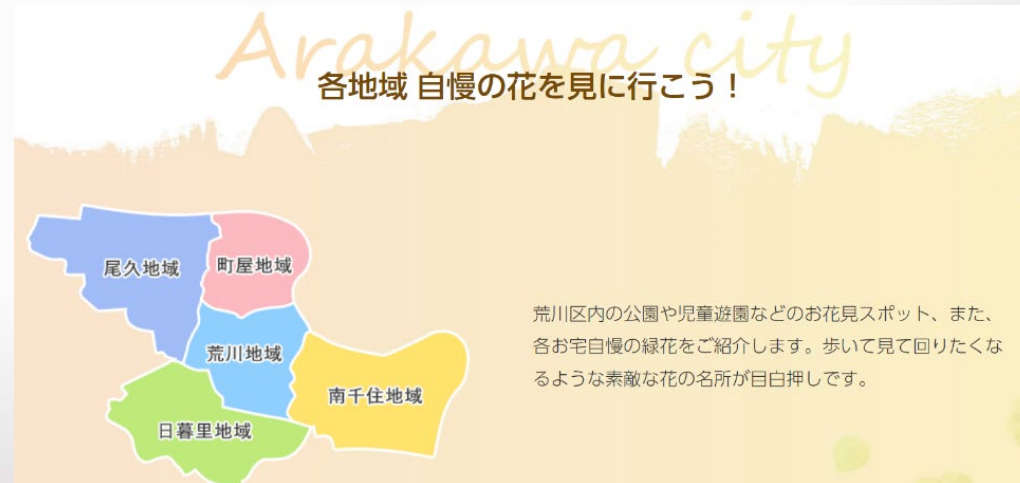 Arakawa city
各地域 自慢の花を見に行こう！
尾久地域
町屋地域
荒川地域
南千住地域
日暮里地域
荒川区内の公園や児童遊園などのお花見スポット、また、
各お宅自慢の緑花をご紹介します。歩いて見て回りたくな
るような素敵な花の名所が目白押しです。